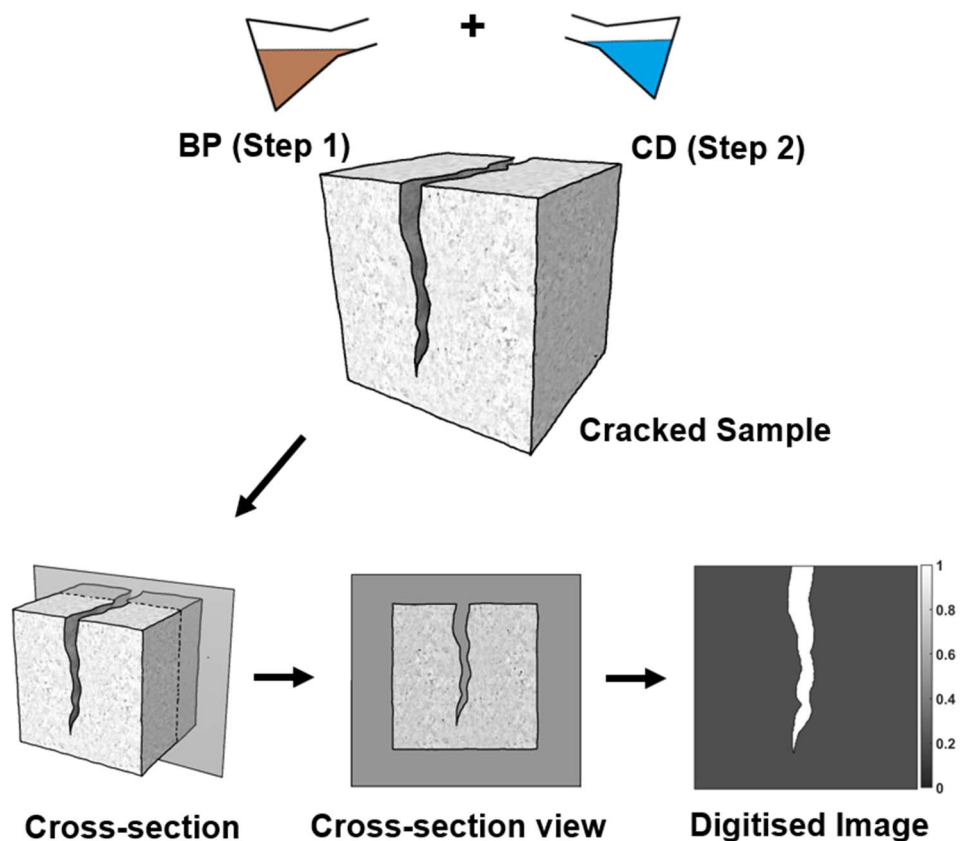 +
BP (Step 1)
CD (Step 2)
Cracked Sample
1
0.8
0.6
0.4
0.2
0
Cross-section
Cross-section view
Digitised Image